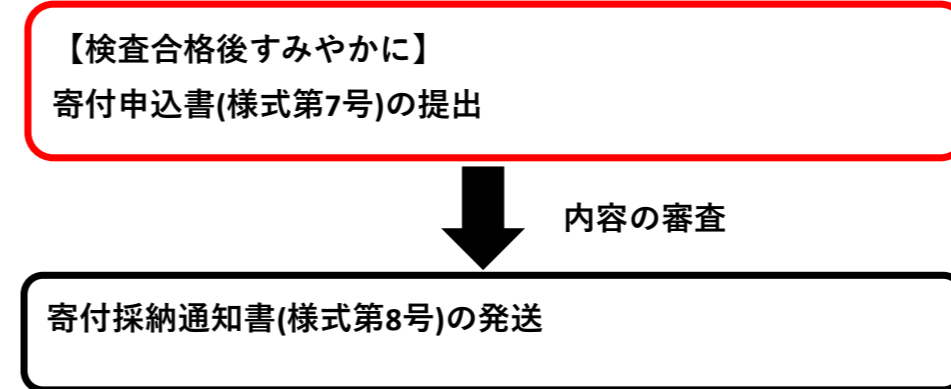 【検査合格後すみやかに】
寄付申込書(様式第7号)の提出
内容の審査
寄付採納通知書(様式第8号)の発送